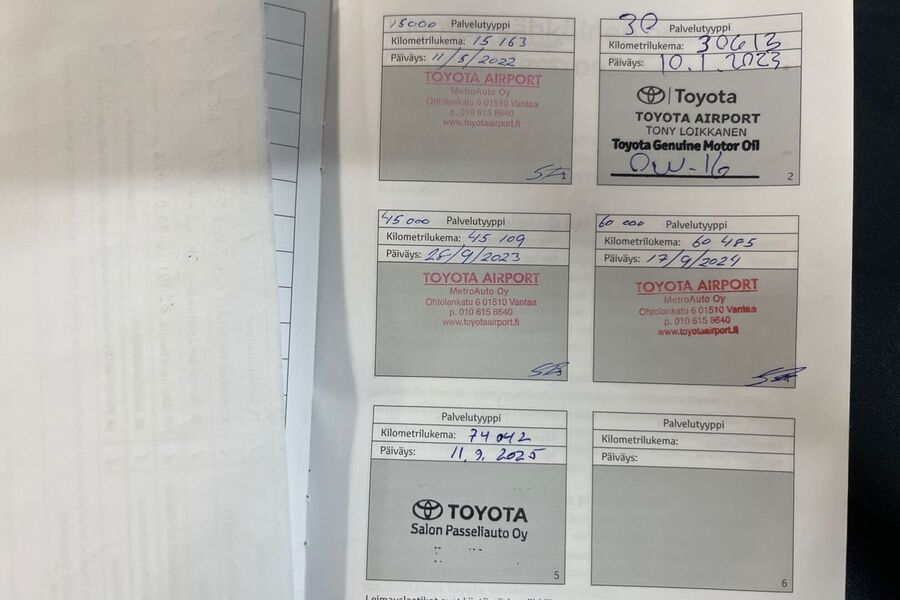 15000 Palvelutyyppi
Kilometrilukema: 15 163
Päiväys: 11/5/2022
TOYOTA AIRPORT
MetroAuto Oy
Ohtolankatu 6 01510 Vantaa
p. 010 615 8640
www.toyotaairport.fi
1
30 Palvelutyyppi
Kilometrilukema: 30613
Päiväys: 10.1.2023
Toyota
TOYOTA AIRPORT
TONY LOIKKANEN
Toyota Genuine Motor Oil
0W-16
2
45000 Palvelutyyppi
Kilometrilukema: 45 109
Päiväys: 28/9/2023
TOYOTA AIRPORT
MetroAuto Oy
Ohtolankatu 6 01510 Vantaa
p. 010 615 8640
www.toyotaairport.fi
60 000 Palvelutyyppi
Kilometrilukema: 60 485
Päiväys: 17/9/2024
TOYOTA AIRPORT
MetroAuto Oy
Ohtolankatu 6 01510 Vantaa
p. 010 615 8640
www.toyotaairport.fi
Palvelutyyppi
Kilometrilukema: 74 042
Päiväys: 11.9.2025
TOYOTA
Salon Passeliauto Oy
5
Palvelutyyppi
Kilometrilukema:
Päiväys:
6